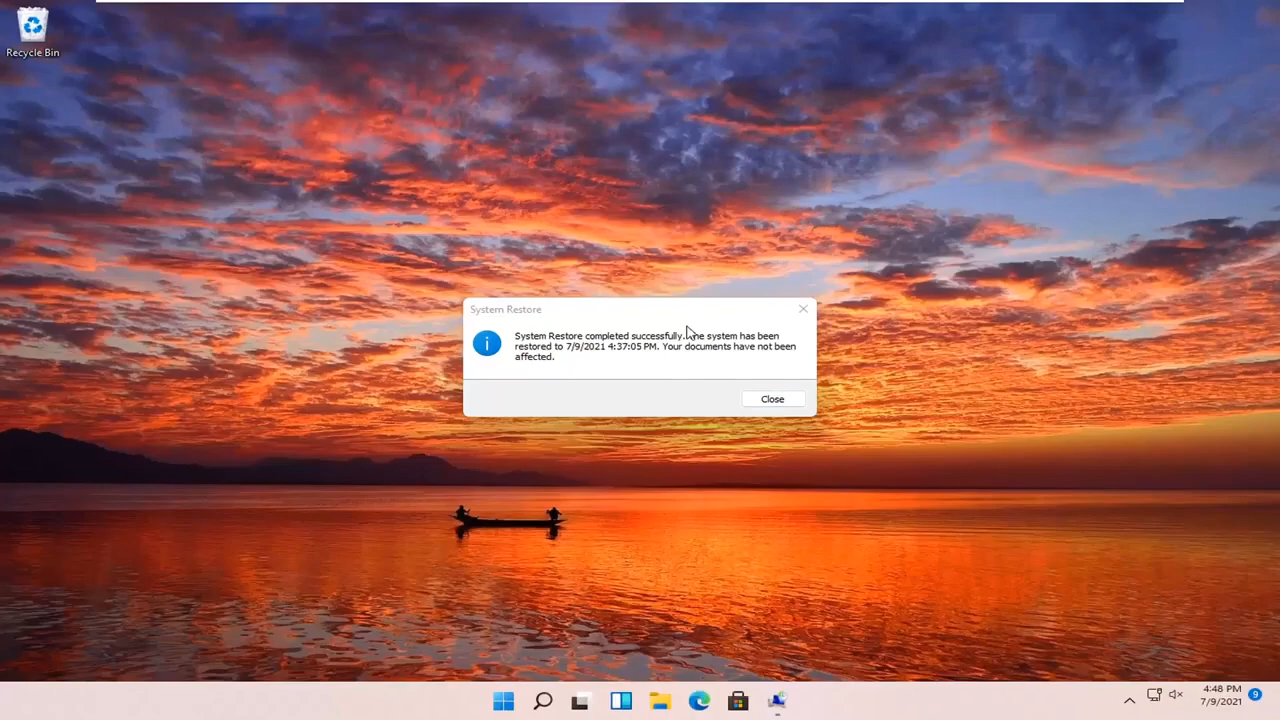 Recycle Bin
System Restore
System Restore completed successfully. The system has been
restored to 7/9/2021 4:37:05 PM. Your documents have not been
affected.
Close
4:48 PM
7/9/2021
9